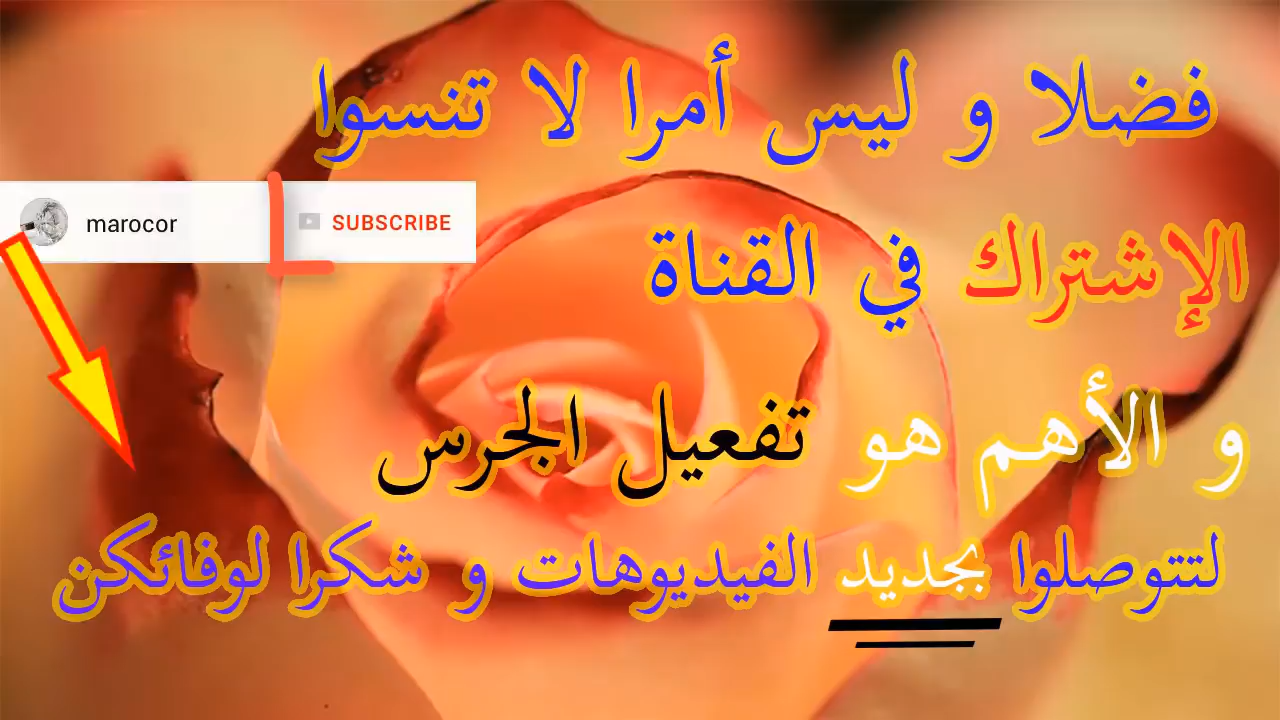 فضلا و ليس أمرا لا تنسوا
marocor SUBSCRIBE
الإشتراك في القناة
و الأهم هو تفعيل الجرس
لتتوصلوا بجديد الفيديوهات و شكرا لوفائكن